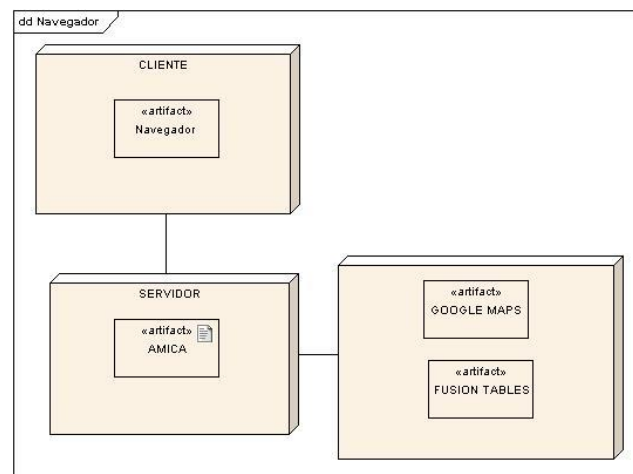 dd Navegador
CLIENTE
«artifact»
Navegador
SERVIDOR
«artifact»
AMICA
«artifact»
GOOGLE MAPS
«artifact»
FUSION TABLES